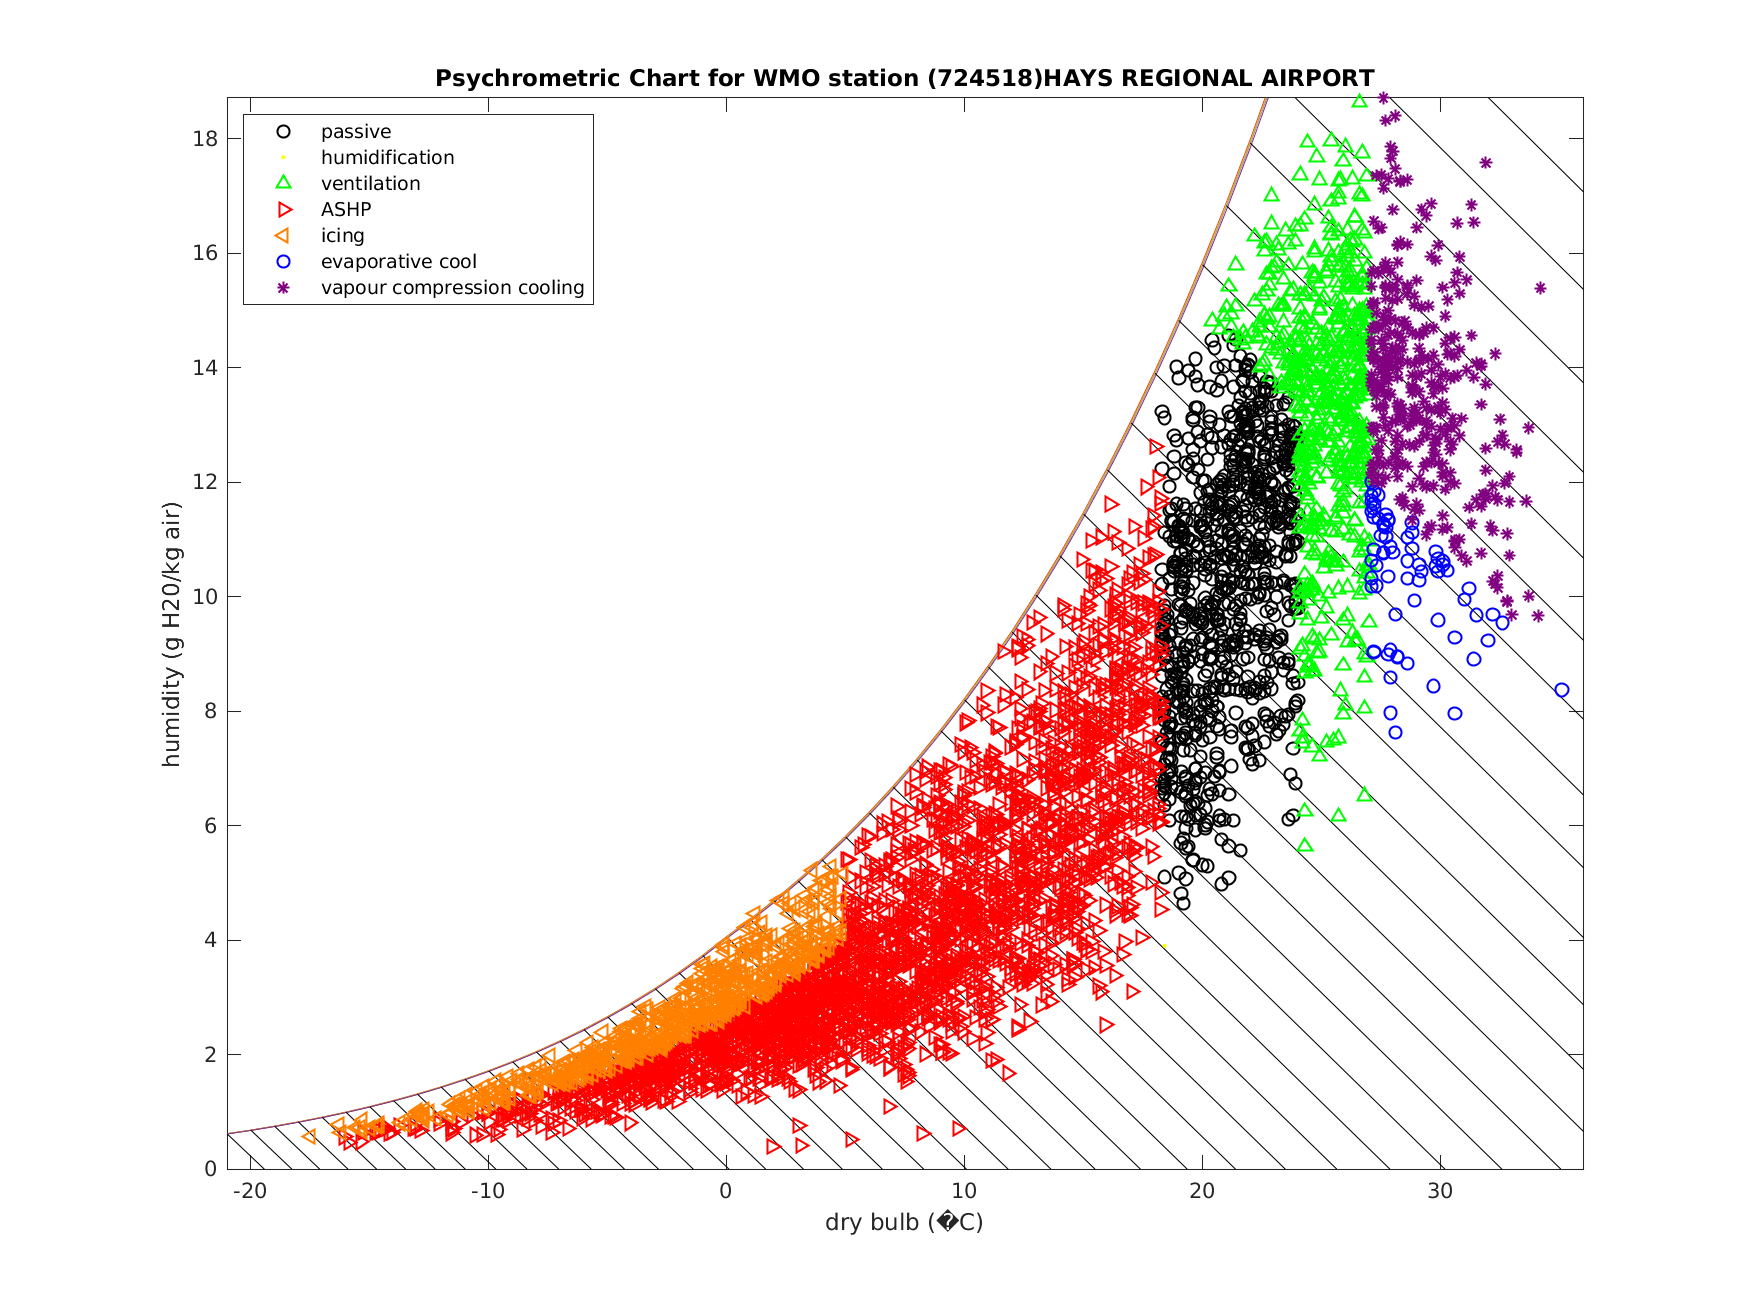 Psychrometric Chart for WMO station (724518)HAYS REGIONAL AIRPORT
passive
humidification
ventilation
ASHP
icing
evaporative cool
vapour compression cooling
18
16
14
12
10
8
6
4
2
0
humidity (g H20/kg air)
-20 -10 0 10 20 30
dry bulb (�C)